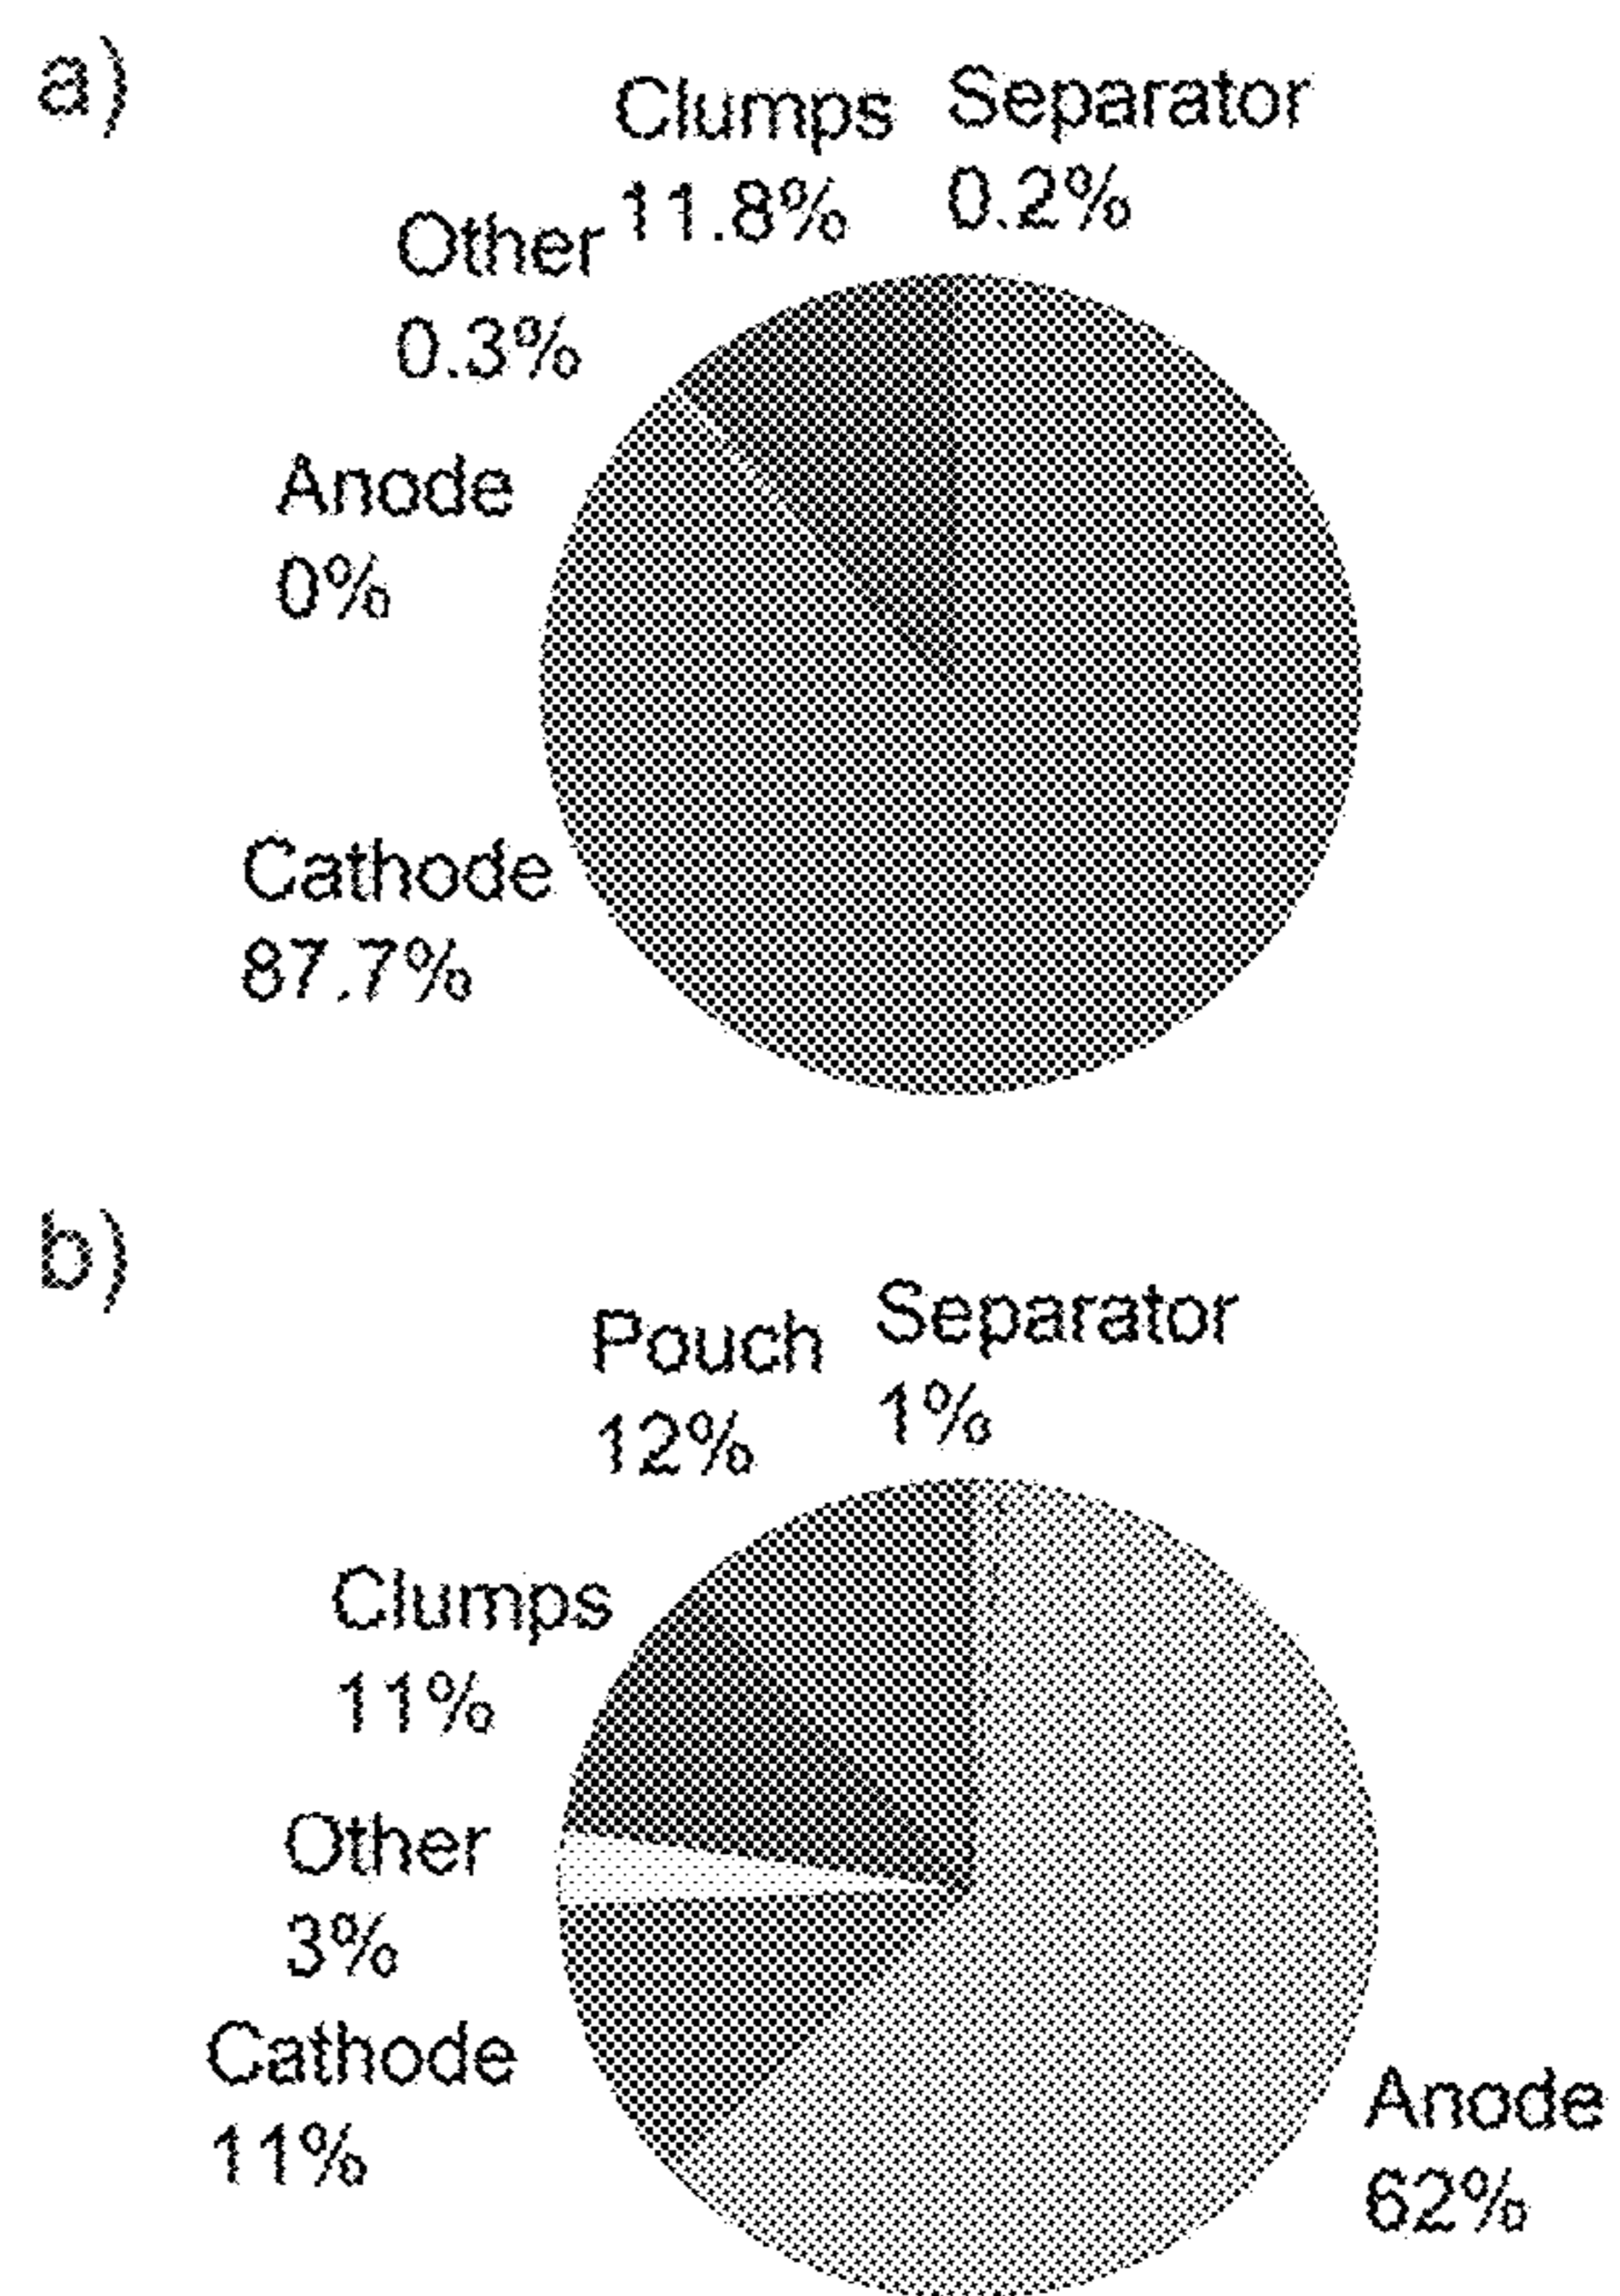 a)
Clumps
11.8%
Separator
0.2%
Other
0.3%
Anode
0%
Cathode
87.7%
b)
Pouch
12%
Separator
1%
Clumps
11%
Other
3%
Cathode
11%
Anode
62%